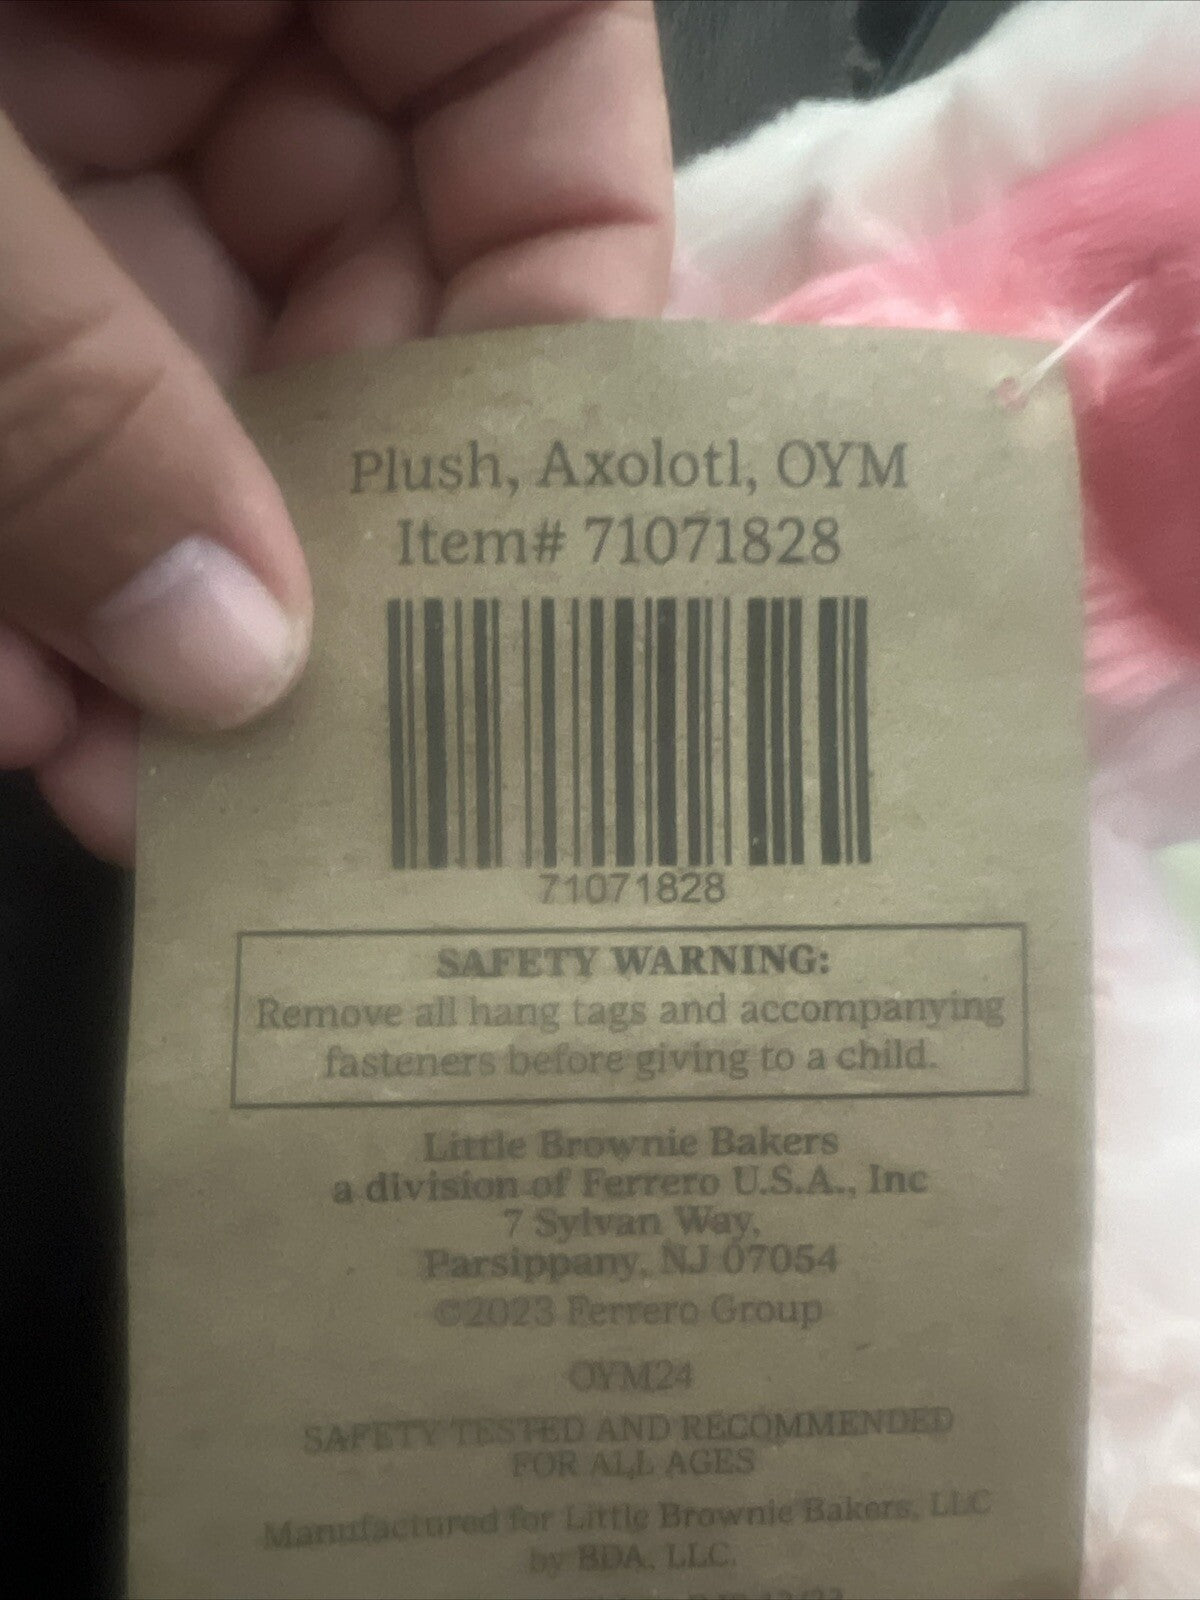 Plush, Axolotl, OYM
Item# 71071828
71071828
SAFETY WARNING:
Remove all hang tags and accompanying
fasteners before giving to a child.
Little Brownie Bakers
a division of Ferrero U.S.A., Inc
7 Sylvan Way,
Parsippany, NJ 07054
©2023 Ferrero Group
OYM24
SAFETY TESTED AND RECOMMENDED
FOR ALL AGES
Manufactured for Little Brownie Bakers, LLC
by BDA, LLC.